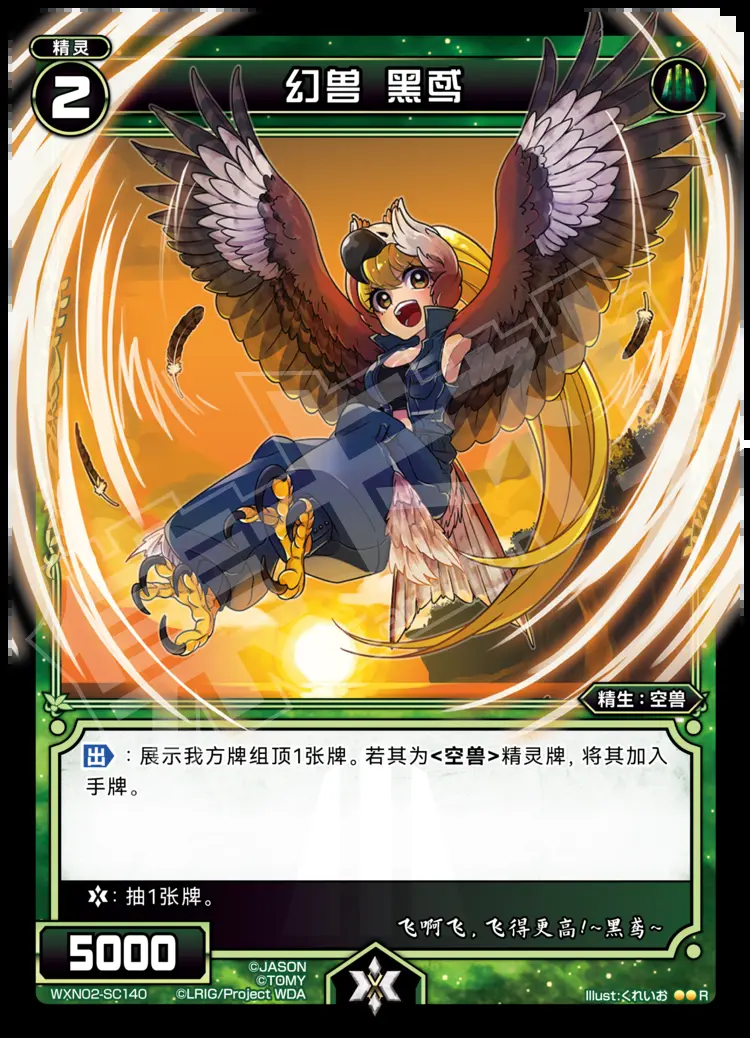 精灵
2
幻兽 黑鸢
精生：空兽
出：展示我方牌组顶1张牌。若其为<空兽>精灵牌，将其加入
手牌。
：抽1张牌。
飞啊飞，飞得更高!~黑鸢~
5000
©JASON
©TOMY
WXN02-SC140 ©LRIG/Project WDA
Illust:くれいお R